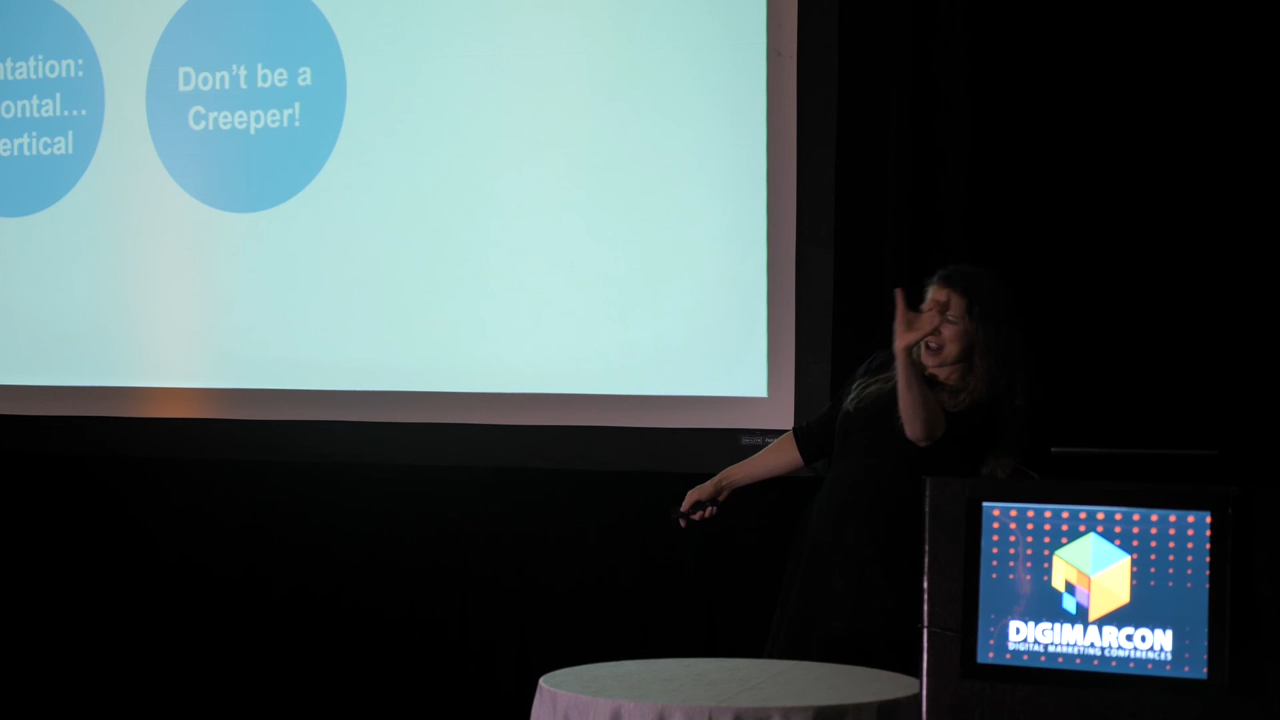 ntation:
ontal...
ertical
Don't be a
Creeper!
DIGIMARCON
DIGITAL MARKETING CONFERENCES